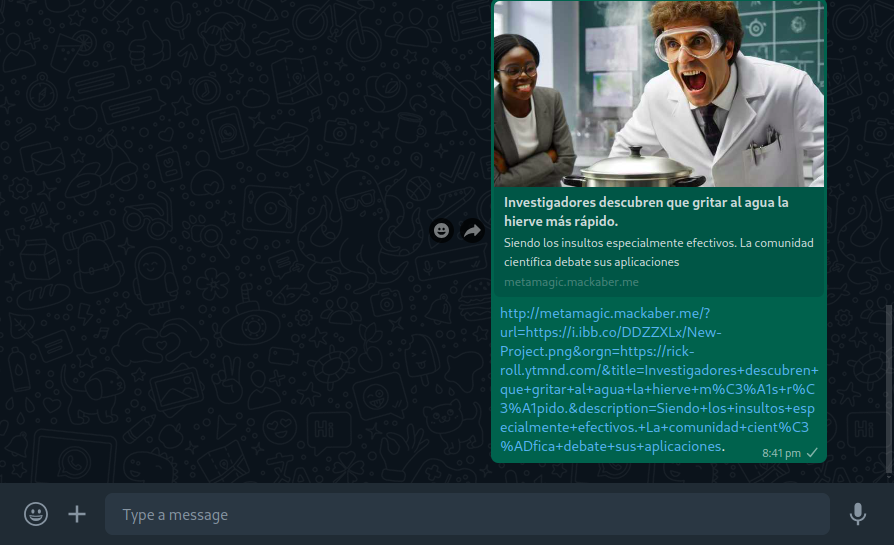 Investigadores descubren que gritar al agua la
hierve más rápido.
Siendo los insultos especialmente efectivos. La comunidad
científica debate sus aplicaciones
metamagic.mackaber.me
http://metamagic.mackaber.me/?
url=https://i.ibb.co/DDZZXLx/New-
Project.png&orgn=https://rick-
roll.ytmnd.com/&title=Investigadores+descubren+
que+gritar+al+agua+la+hierve+m%C3%A1s+r%C
3%A1pido.&description=Siendo+los+insultos+esp
ecialmente+efectivos.+La+comunidad+cient%C3
%ADfica+debate+sus+aplicaciones.
8:41 pm
Type a message